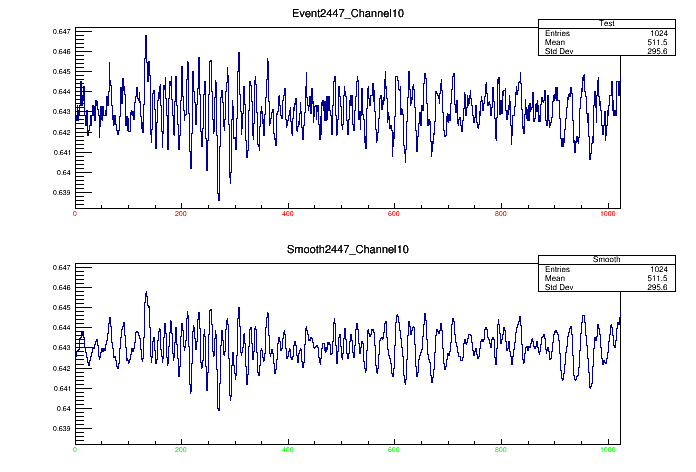 Event2447_Channel10
Test
Entries 1024
Mean 511.5
Std Dev 295.6
0.647
0.646
0.645
0.644
0.643
0.642
0.641
0.64
0.639
0 200 400 600 800 1000
Smooth2447_Channel10
Smooth
Entries 1024
Mean 511.5
Std Dev 295.6
0.647
0.646
0.645
0.644
0.643
0.642
0.641
0.64
0.639
0 200 400 600 800 1000